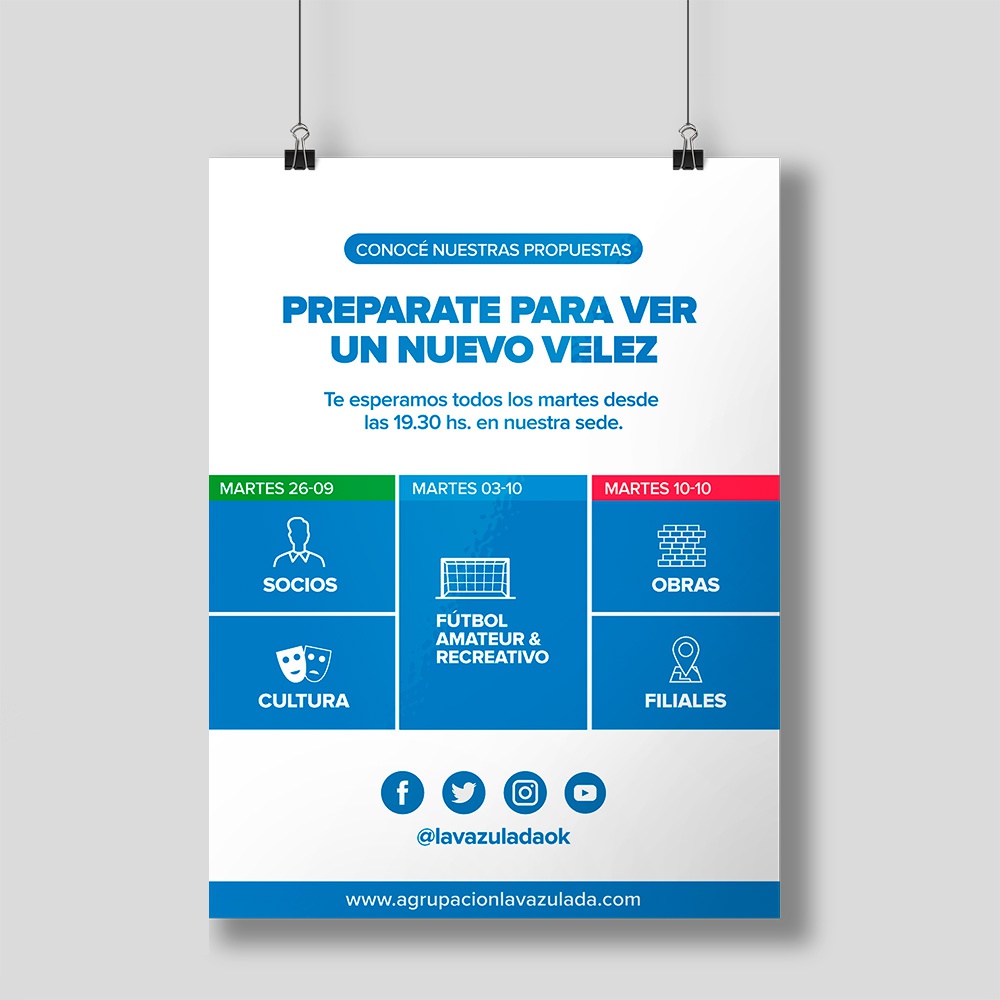 CONOCÉ NUESTRAS PROPUESTAS
PREPARATE PARA VER
UN NUEVO VELEZ
Te esperamos todos los martes desde
las 19.30 hs. en nuestra sede.
MARTES 26-09
SOCIOS
CULTURA
MARTES 03-10
FÚTBOL
AMATEUR &
RECREATIVO
MARTES 10-10
OBRAS
FILIALES
@lavazuladaok
www.agrupacionlavazulada.com